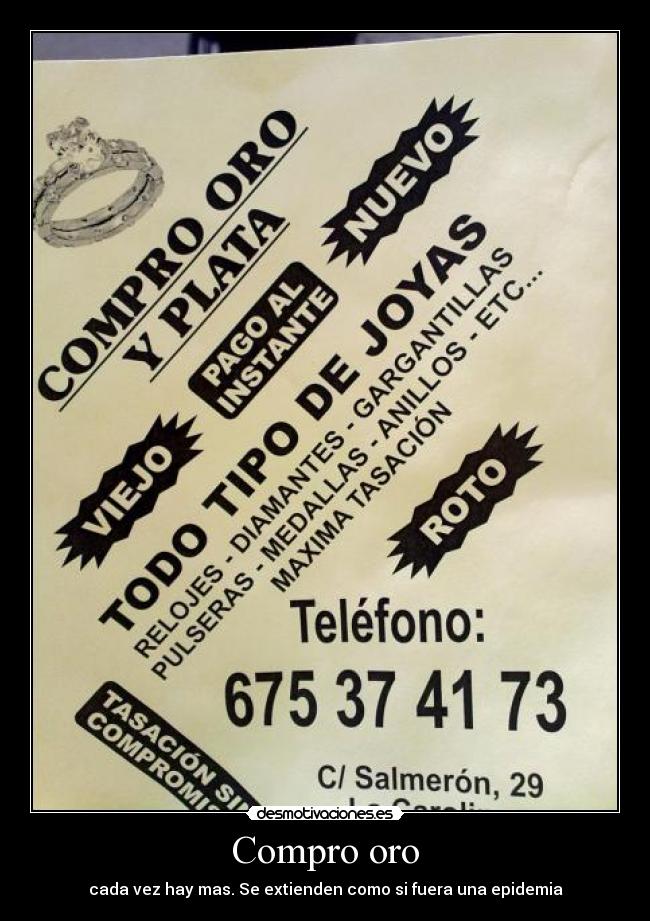 COMPRO ORO
Y PLATA
NUEVO
PAGO AL
INSTANTE
VIEJO
TODO TIPO DE JOYAS
RELOJES - DIAMANTES - GARGANTILLAS
PULSERAS - MEDALLAS - ANILLOS - ETC...
MAXIMA TASACIÓN
ROTO
Teléfono:
675 37 41 73
TASACIÓN SIN
C/ Salmerón, 29
La
desmotivaciones.es
Compro oro
cada vez hay mas. Se extienden como si fuera una epidemia